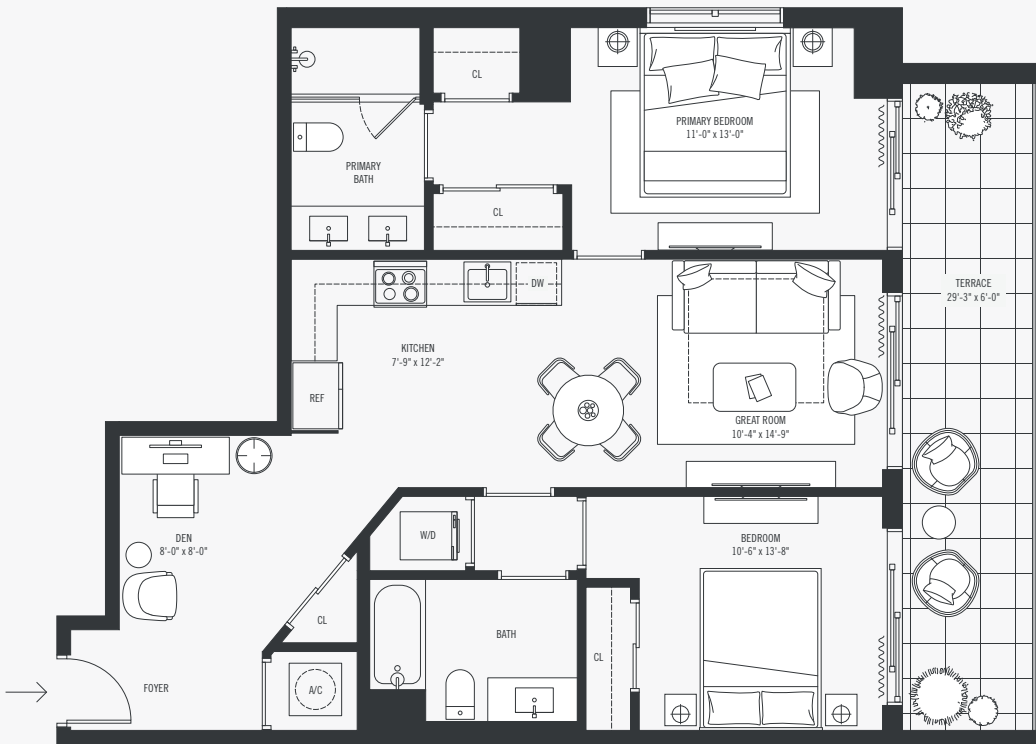 CL
PRIMARY BEDROOM
11'-0" x 13'-0"
PRIMARY
BATH
CL
DW
TERRACE
29'-3" x 6'-0"
KITCHEN
7'-9" x 12'-2"
REF
GREAT ROOM
10'-4" x 14'-9"
DEN
8'-0" x 8'-0"
W/D
BEDROOM
10'-6" x 13'-8"
CL
BATH
CL
FOYER
A/C